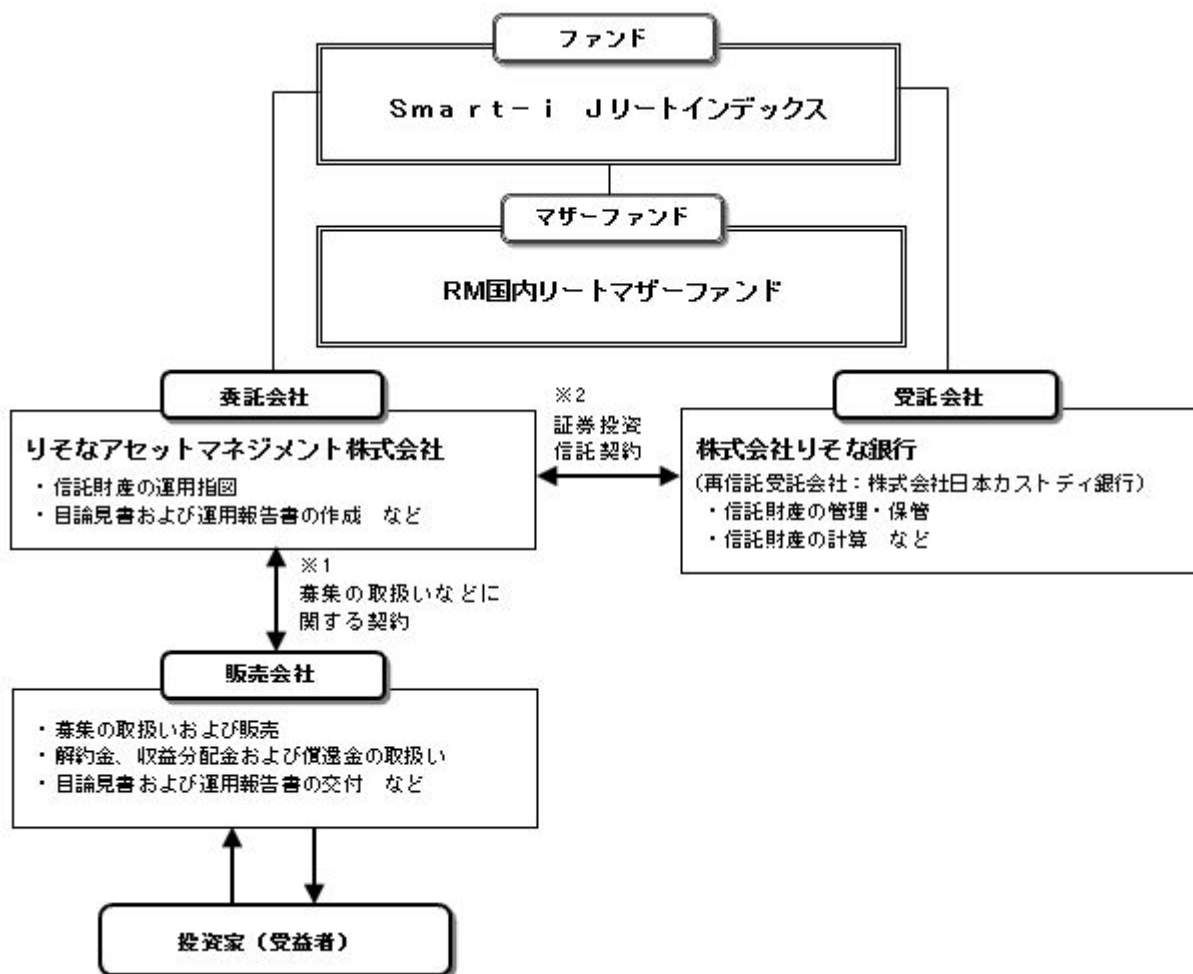 ファンド
Smart-i Jリートインデックス
マザーファンド
RM国内リートマザーファンド
委託会社
りそなアセットマネジメント株式会社
・信託財産の運用指図
・目論見書および運用報告書の作成 など
※2
証券投資
信託契約
受託会社
株式会社りそな銀行
(再信託受託会社:株式会社日本カストディ銀行)
・信託財産の管理・保管
・信託財産の計算 など
※1
募集の取扱いなどに
関する契約
販売会社
・募集の取扱いおよび販売
・解約金、収益分配金および償還金の取扱い
・目論見書および運用報告書の交付 など
投資家(受益者)